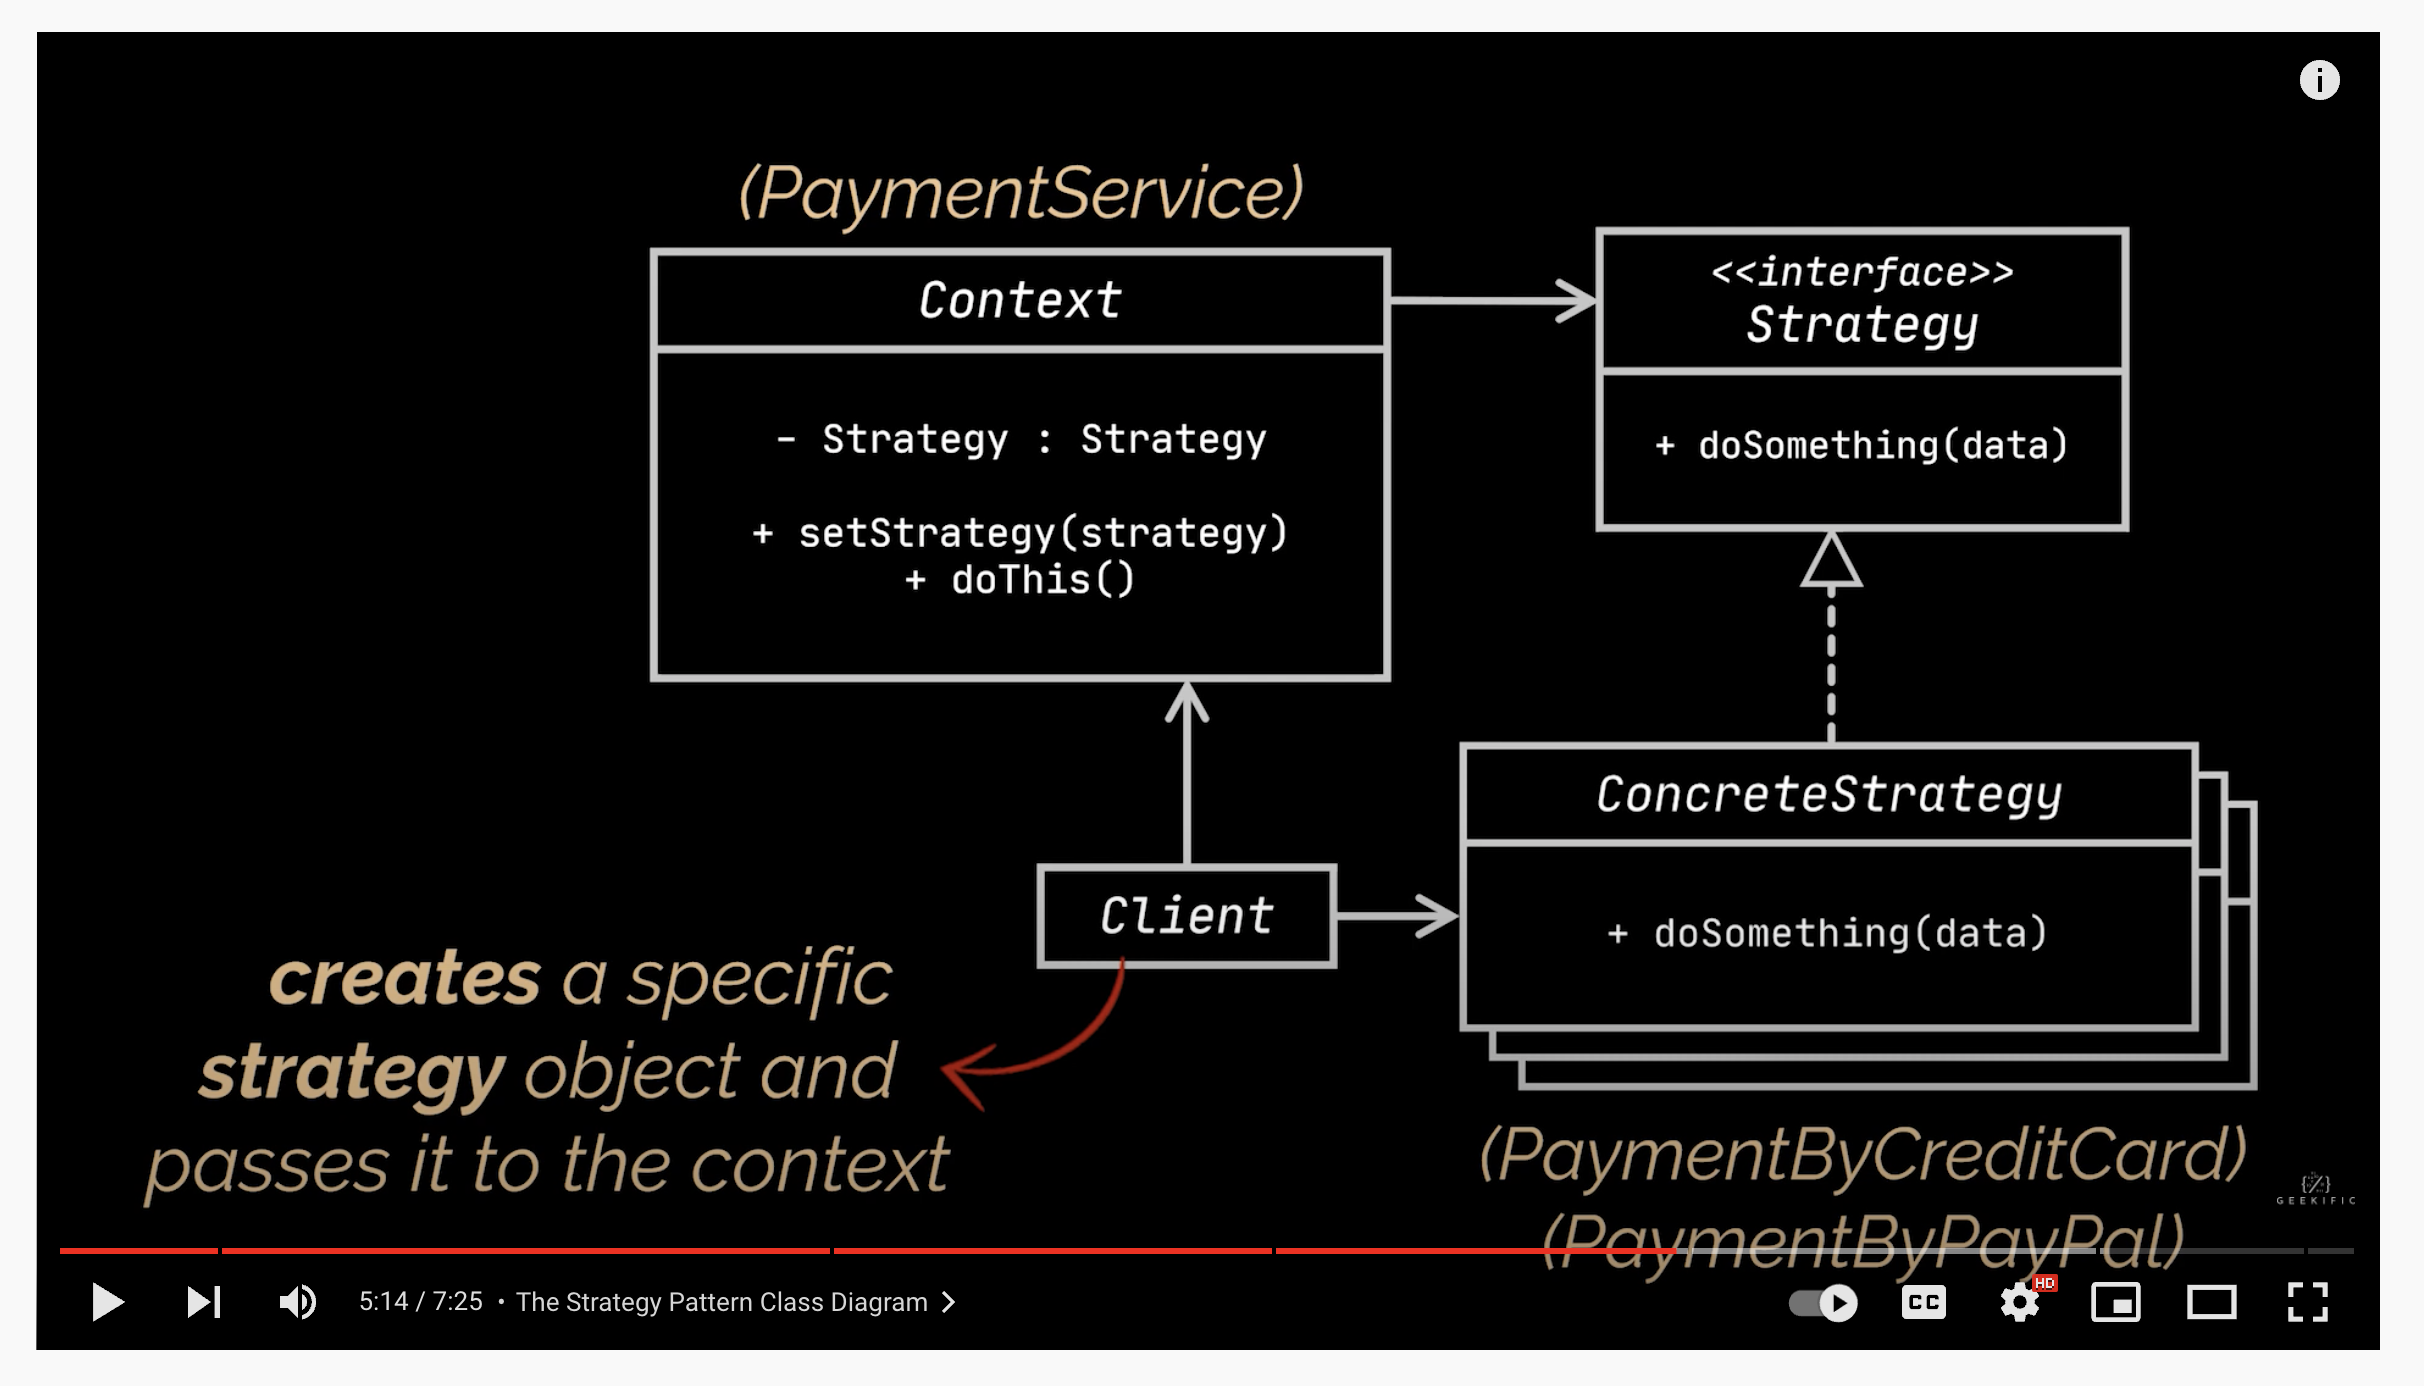 (PaymentService)
Context
- Strategy : Strategy
+ setStrategy(strategy)
+ doThis()
<<interface>>
Strategy
+ doSomething(data)
Client
ConcreteStrategy
+ doSomething(data)
creates a specific
strategy object and
passes it to the context
(PaymentByCreditCard)
(PaymentByPayPal)
GEEKIFIC
5:14 / 7:25 • The Strategy Pattern Class Diagram
CC
HD